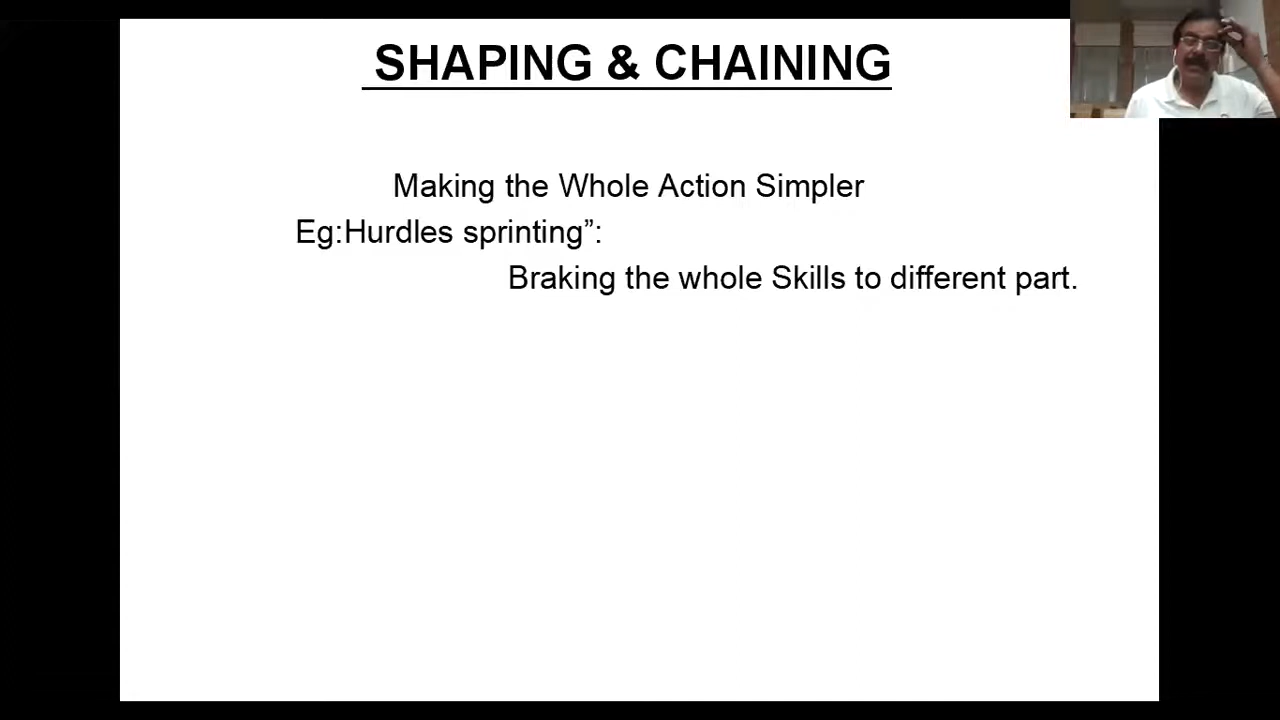 SHAPING & CHAINING
Making the Whole Action Simpler
Eg:Hurdles sprinting”:
Braking the whole Skills to different part.